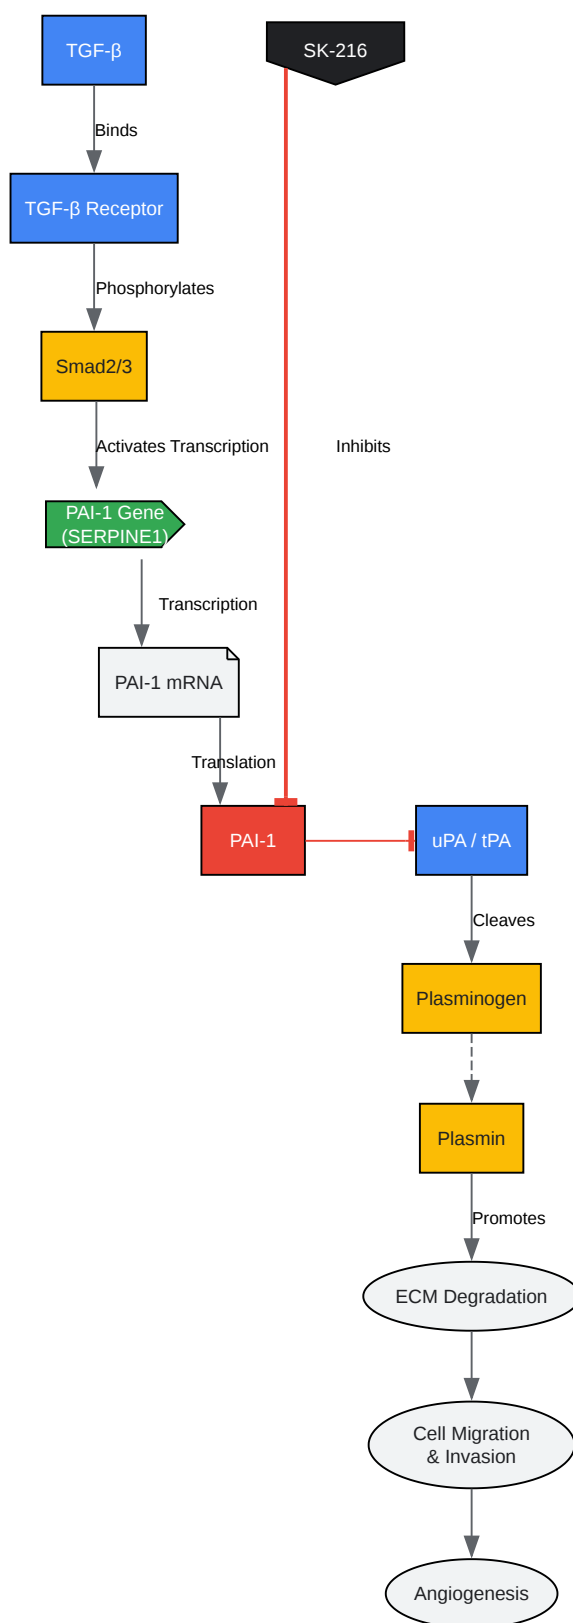 TGF-β
SK-216
Binds
TGF-β Receptor
Phosphorylates
Smad2/3
Activates Transcription
Inhibits
PAI-1 Gene
(SERPINE1)
Transcription
PAI-1 mRNA
Translation
PAI-1
uPA / tPA
Cleaves
Plasminogen
Plasmin
Promotes
ECM Degradation
Cell Migration
& Invasion
Angiogenesis